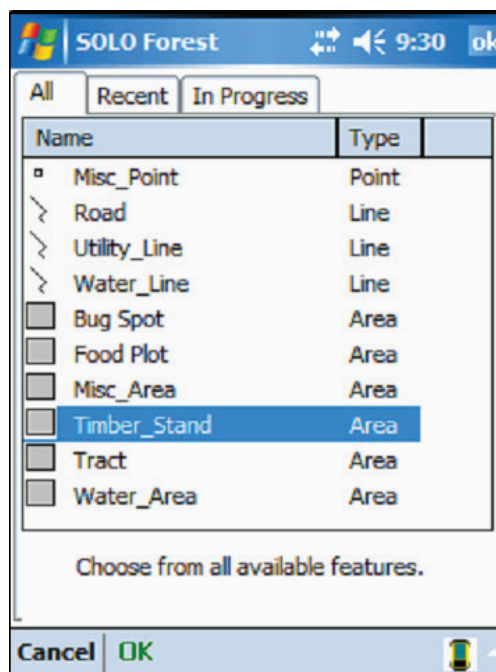 SOLO Forest 9:30 ok
All Recent In Progress
Name Type
Misc_Point Point
Road Line
Utility_Line Line
Water_Line Line
Bug Spot Area
Food Plot Area
Misc_Area Area
Timber_Stand Area
Tract Area
Water_Area Area
Choose from all available features.
Cancel OK